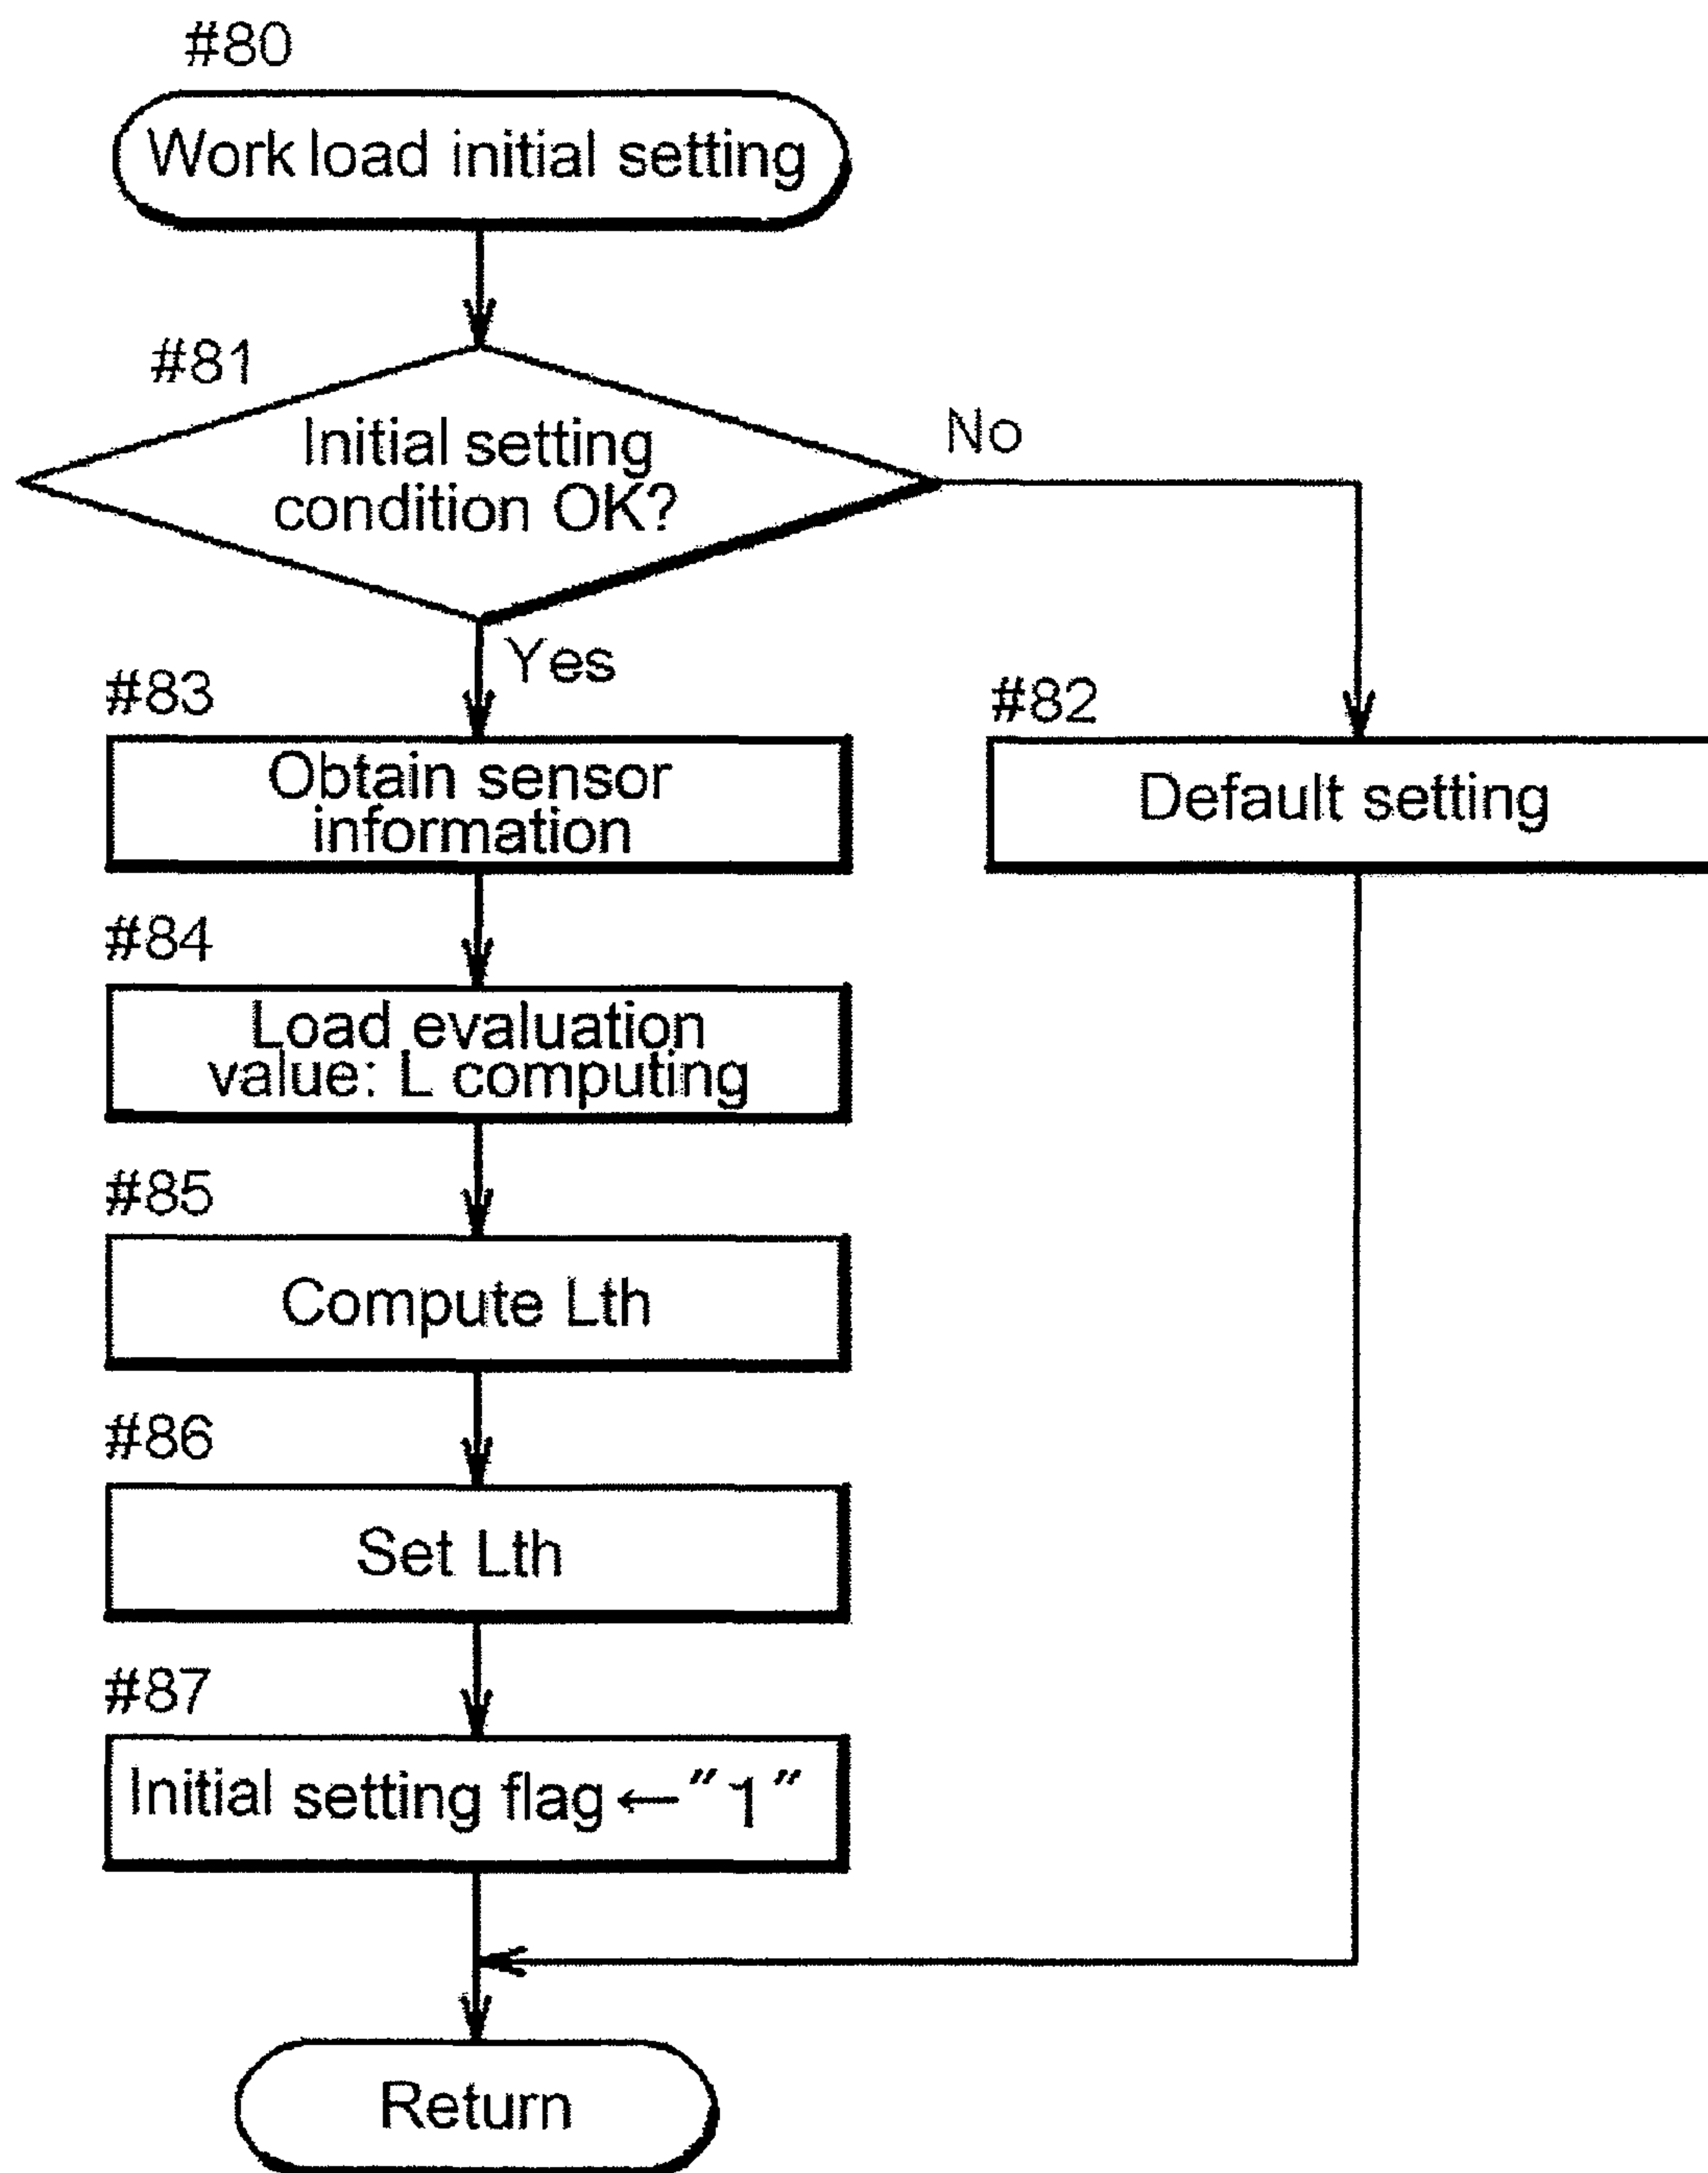 #80
Work load initial setting
#81
Initial setting
condition OK?
No
Yes
#83
Obtain sensor
information
#82
Default setting
#84
Load evaluation
value: L computing
#85
Compute Lth
#86
Set Lth
#87
Initial setting flag ← "1"
Return